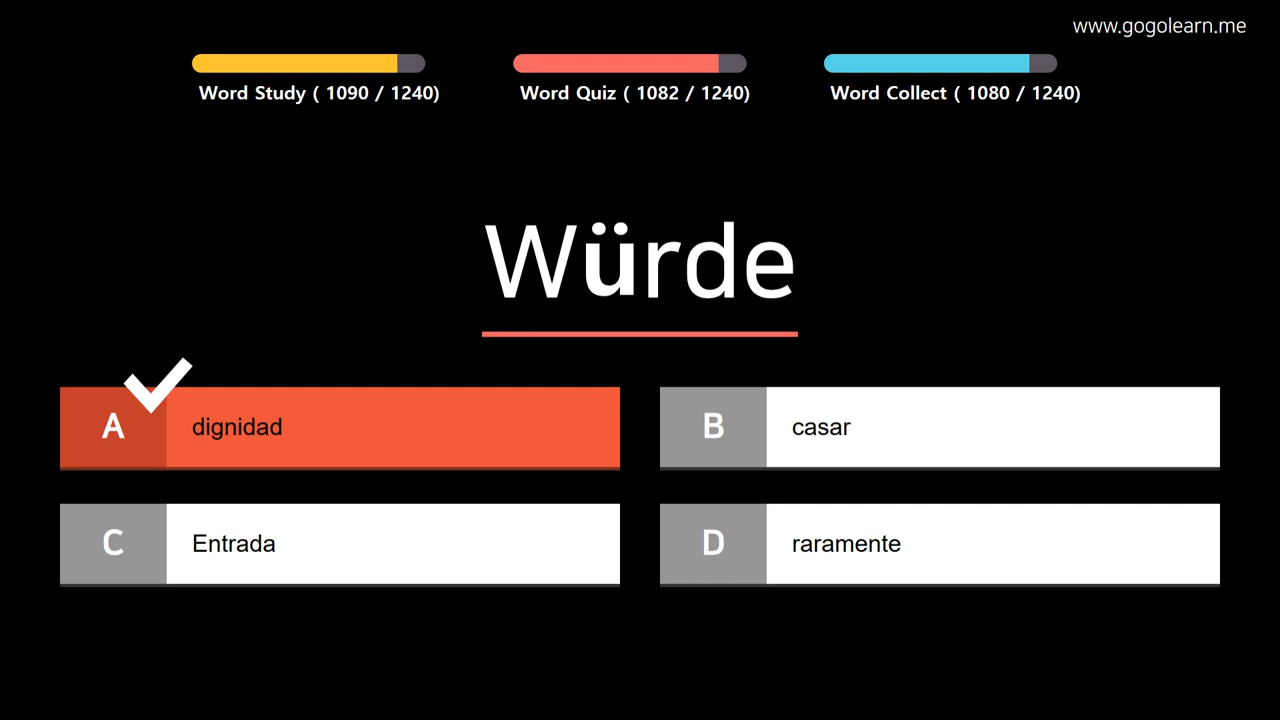 www.gogolearn.me
Word Study ( 1090 / 1240)
Word Quiz ( 1082 / 1240)
Word Collect ( 1080 / 1240)
Würde
A dignidad
B casar
C Entrada
D raramente